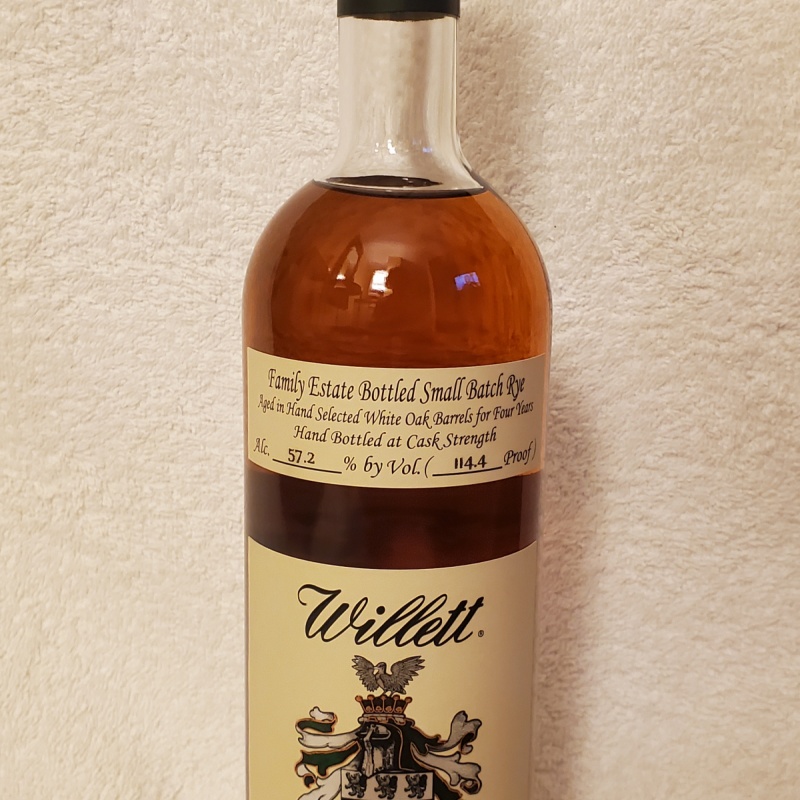 Family Estate Bottled Small Batch Rye
Aged in Hand Selected White Oak Barrels for Four Years
Hand Bottled at Cask Strength
Alc. 57.2 % by Vol. ( 114.4 Proof )
Willett®